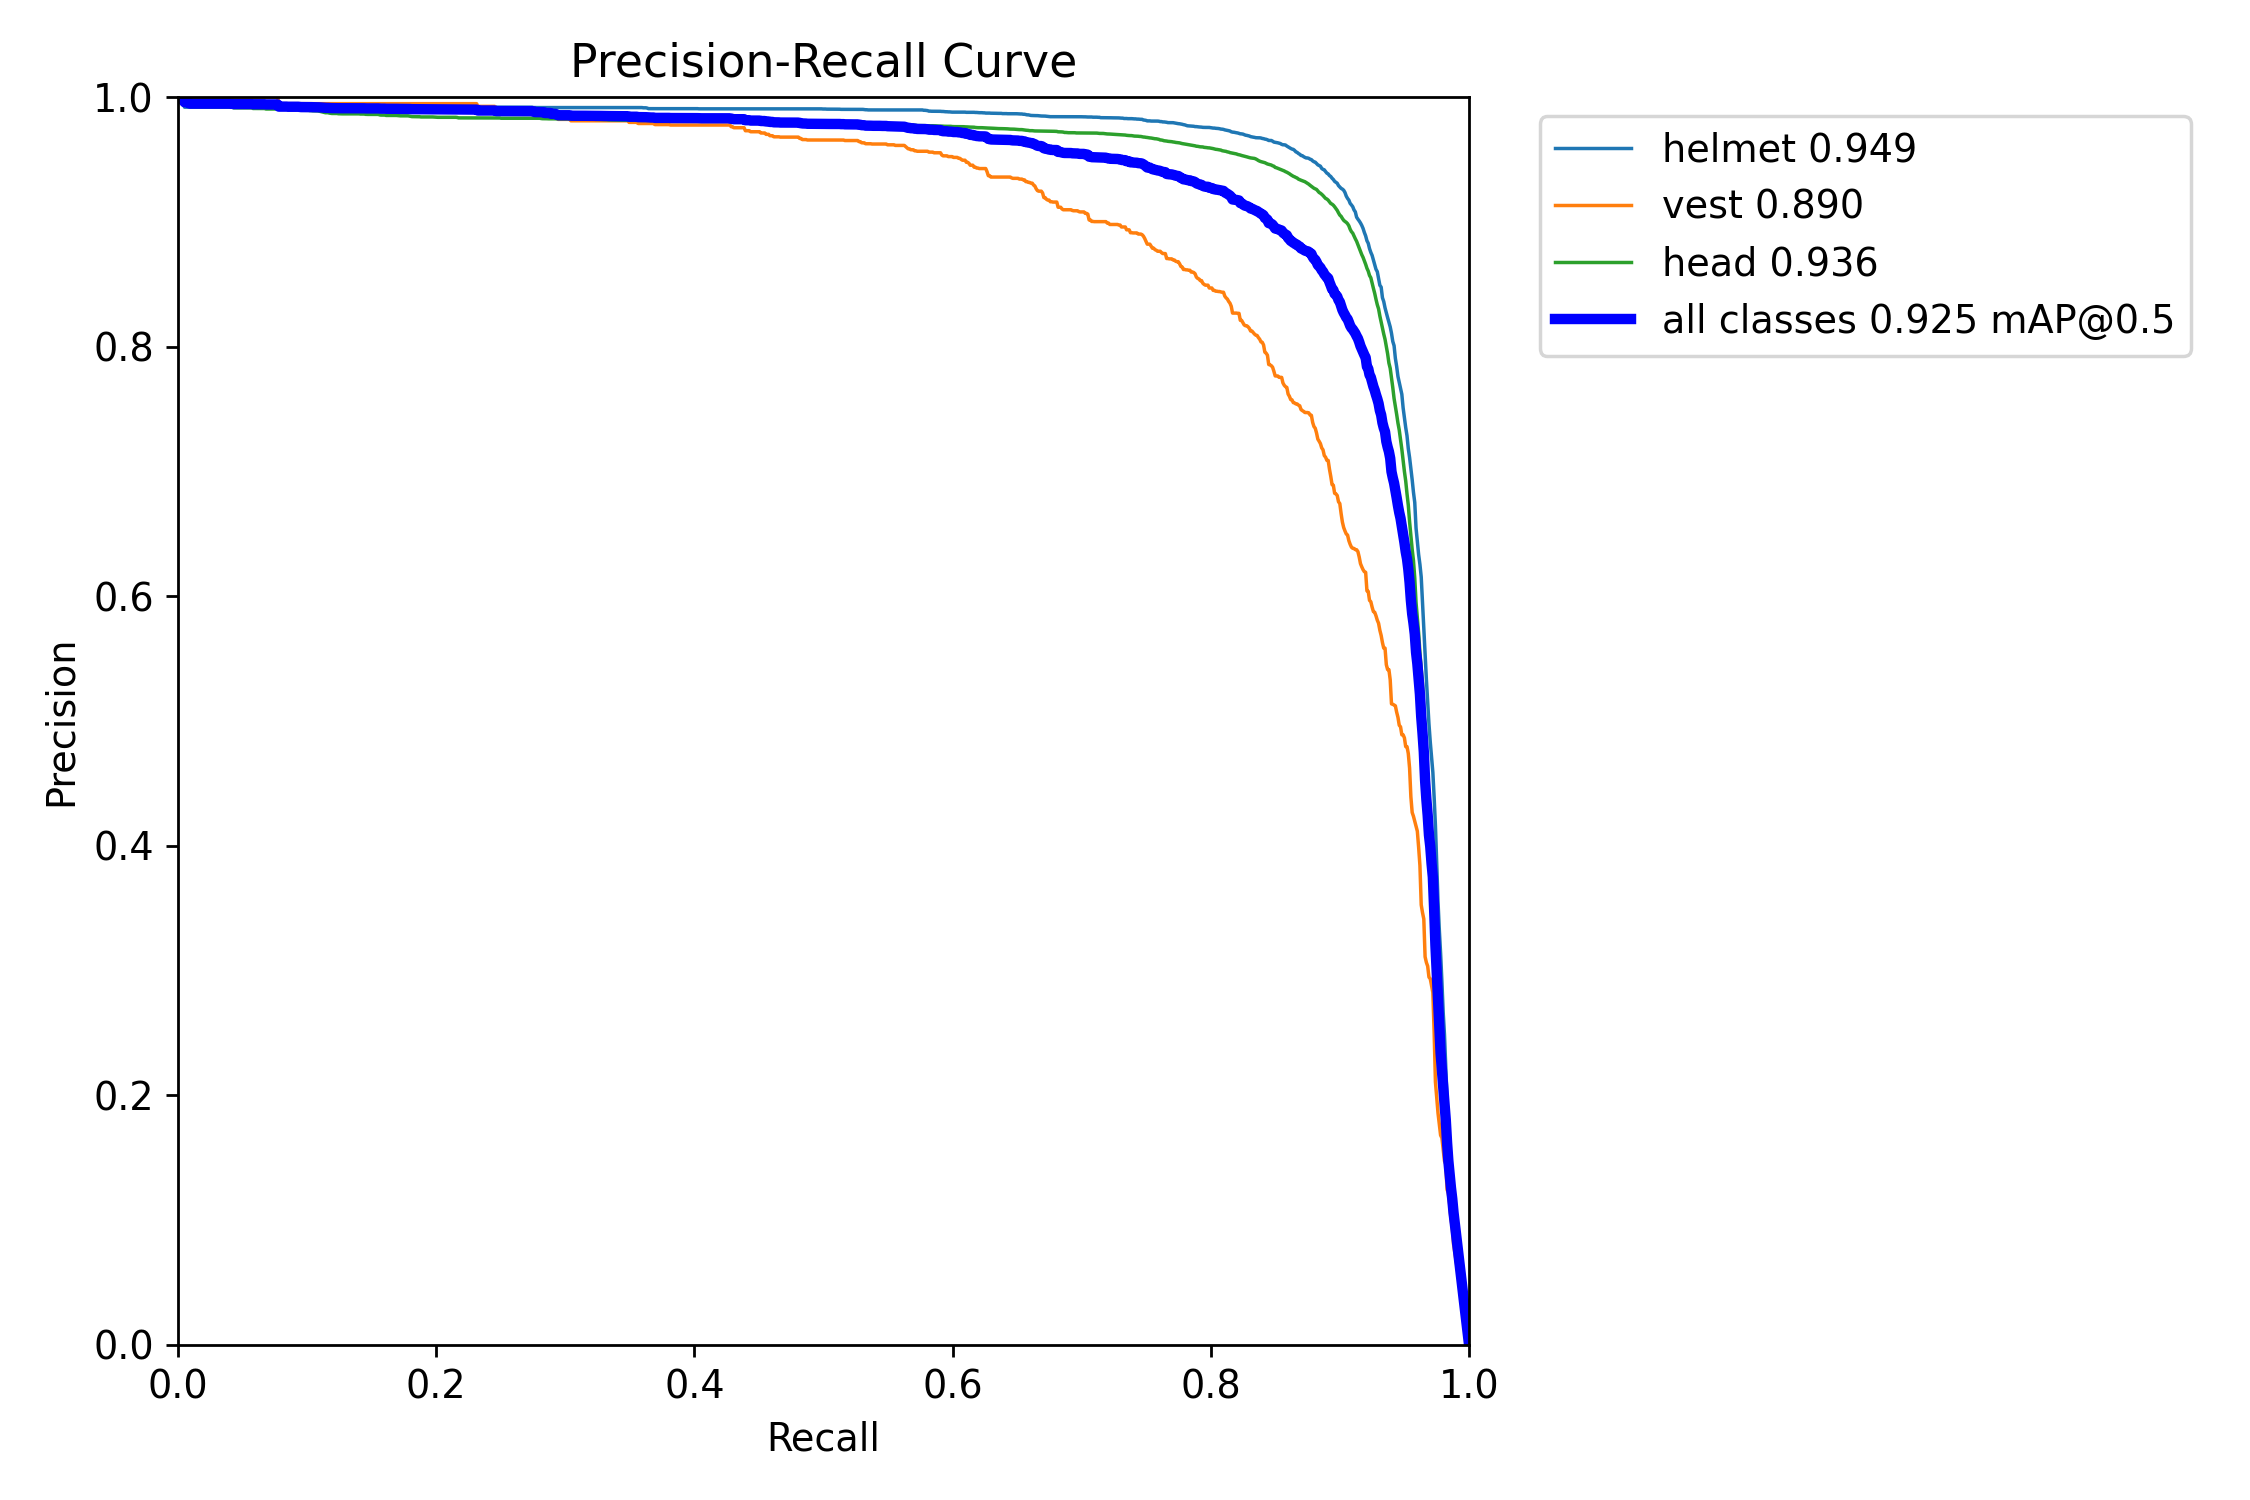 Precision-Recall Curve
1.0
0.8
0.6
0.4
0.2
0.0
Precision
0.0 0.2 0.4 0.6 0.8 1.0
Recall
helmet 0.949
vest 0.890
head 0.936
all classes 0.925 mAP@0.5